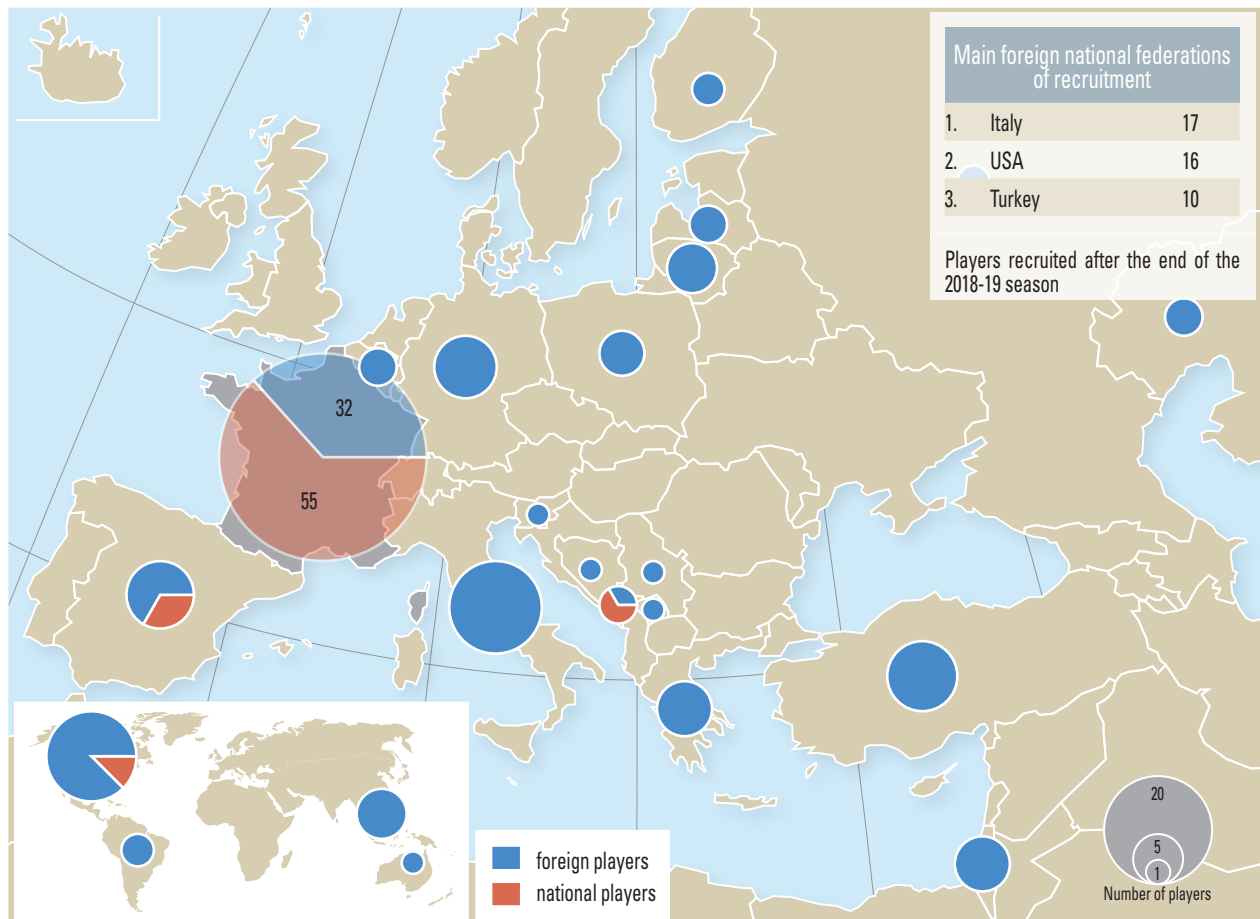 Main foreign national federations
of recruitment
1. Italy 17
2. USA 16
3. Turkey 10
Players recruited after the end of the
2018-19 season
32
55
foreign players
national players
20
5
1
Number of players